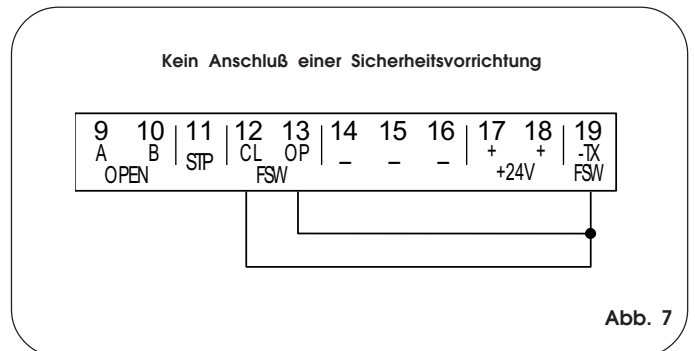 Kein Anschluß einer Sicherheitsvorrichtung
9 10 11 12 13 14 15 16 17 18 19
A B STP CL OP – – – + + -TX
OPEN FSW +24V FSW
Abb. 7